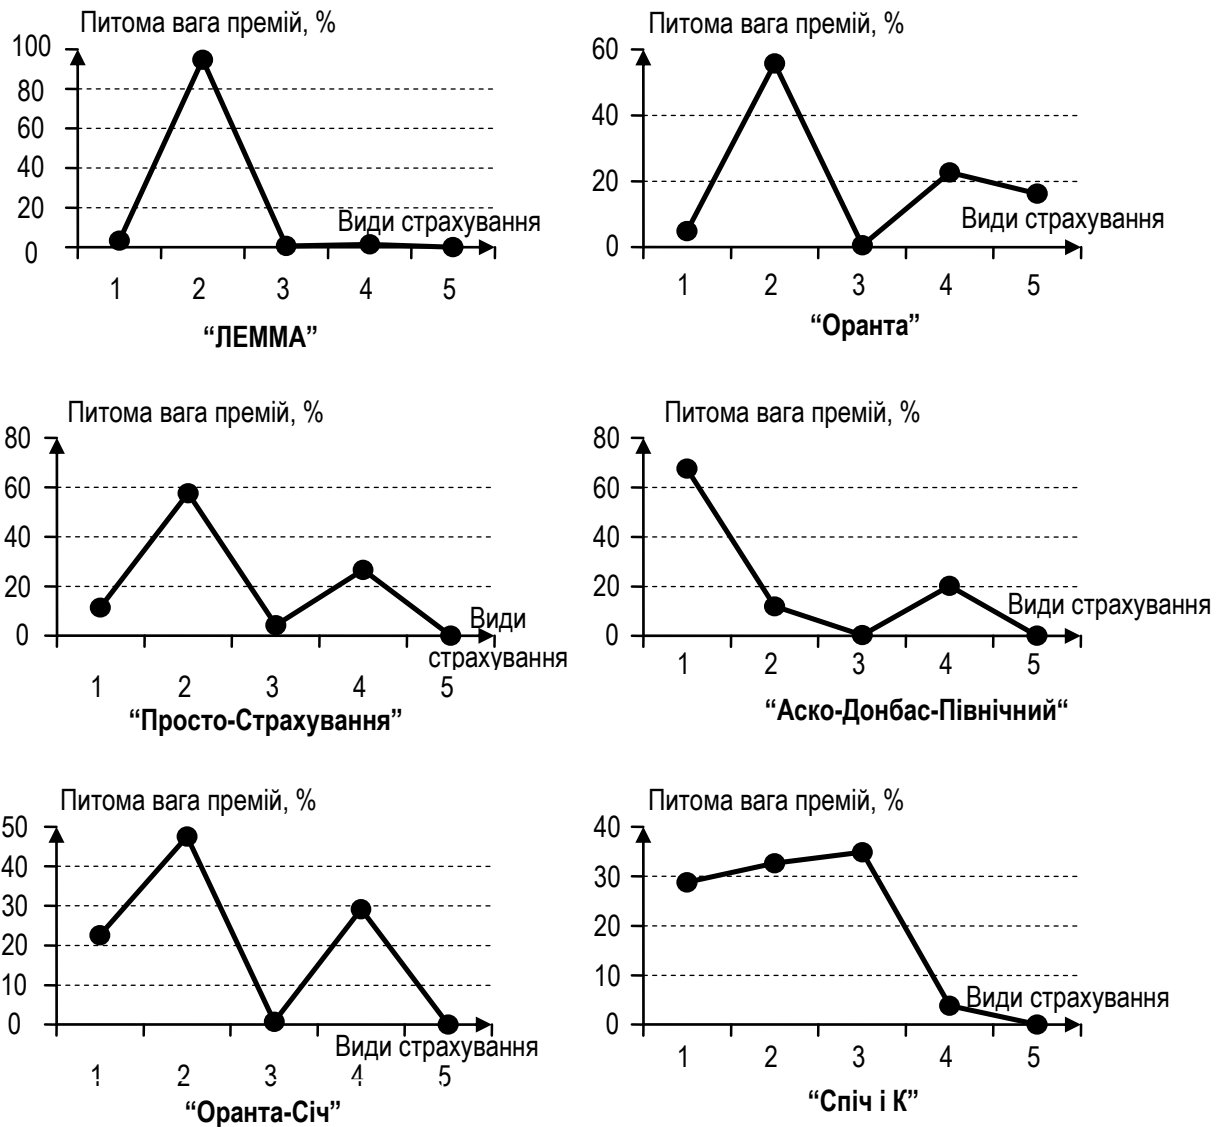 Питома вага премій, %
100
80
60
40
20
0
Види страхування
1 2 3 4 5
“ЛЕММА”
Питома вага премій, %
60
40
20
0
Види страхування
1 2 3 4 5
“Оранта”
Питома вага премій, %
80
60
40
20
0
Види
страхування
1 2 3 4 5
“Просто-Страхування”
Питома вага премій, %
80
60
40
20
0
Види страхування
1 2 3 4 5
“Аско-Донбас-Північний“
Питома вага премій, %
50
40
30
20
10
0
Види страхування
1 2 3 4 5
“Оранта-Січ”
Питома вага премій, %
40
30
20
10
0
Види страхування
1 2 3 4 5
“Спіч і К”